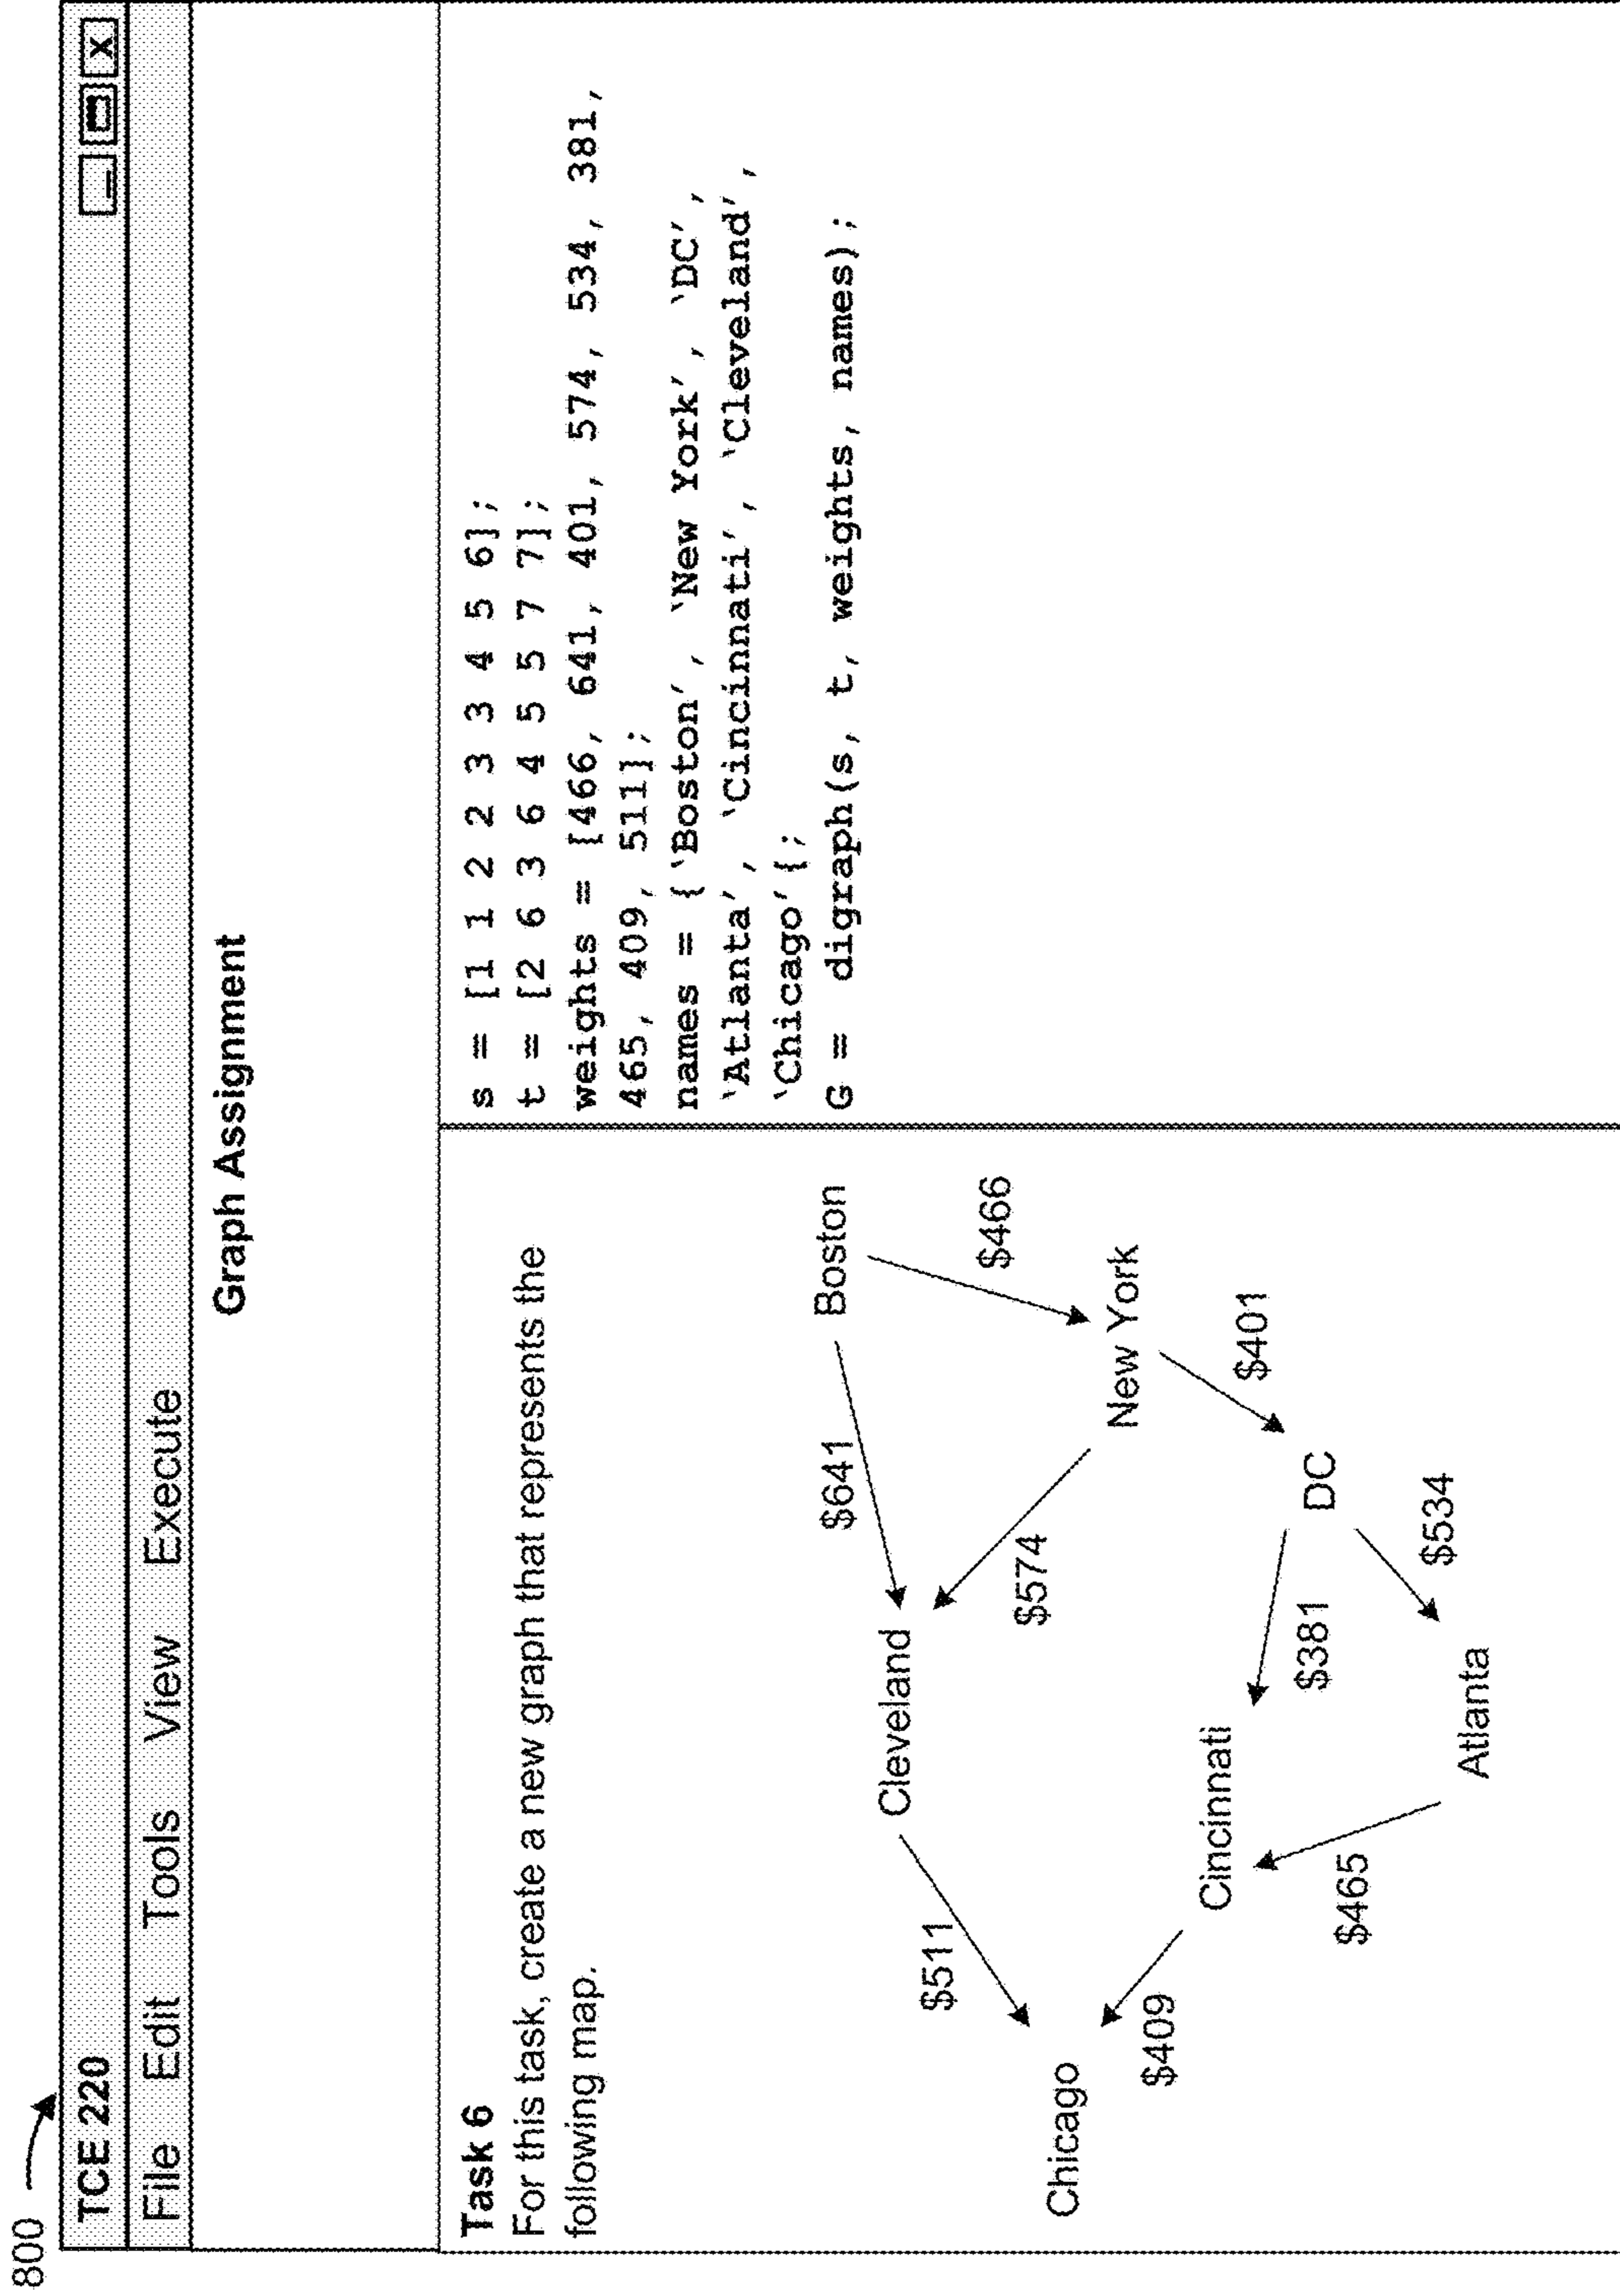 800
TCE 220
_ X
File Edit Tools View Execute
Graph Assignment
Task 6
For this task, create a new graph that represents the
following map.
Boston
$641
$466
Cleveland
$511
$574
New York
Chicago
$401
$409
Cincinnati
$381
DC
$465
$534
Atlanta
s = [1 1 2 2 3 3 4 5 6];
t = [2 6 3 6 4 5 5 7 7];
weights = [466, 641, 401, 574, 534, 381,
465, 409, 511];
names = {‘Boston’, ‘New York’, ‘DC’,
‘Atlanta’, ‘Cincinnati’, ‘Cleveland’,
‘Chicago’{;
G = digraph(s, t, weights, names);